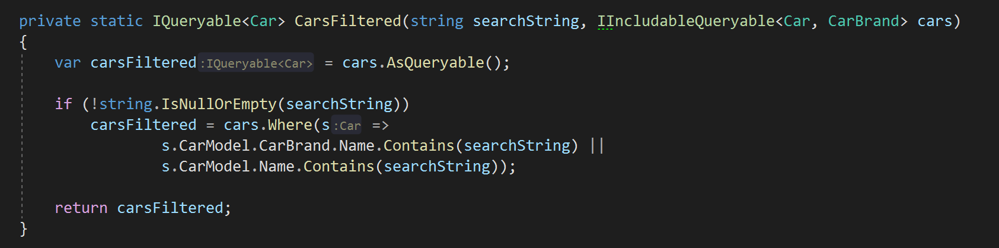 private static IQueryable<Car> CarsFiltered(string searchString, IIncludableQueryable<Car, CarBrand> cars)
{
    var carsFiltered:IQueryable<Car> = cars.AsQueryable();

    if (!string.IsNullOrEmpty(searchString))
        carsFiltered = cars.Where(s:Car =>
                s.CarModel.CarBrand.Name.Contains(searchString) ||
                s.CarModel.Name.Contains(searchString));

    return carsFiltered;
}